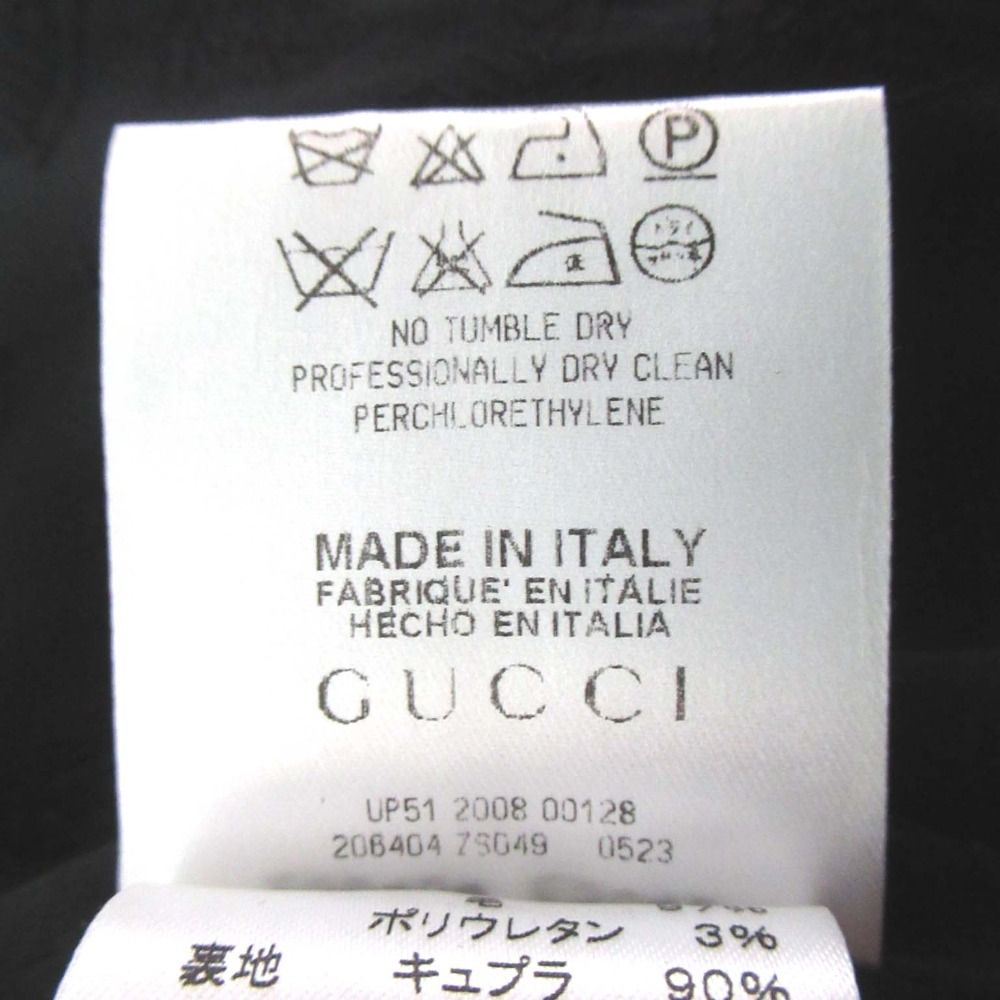 P
ドライ
NO TUMBLE DRY
PROFESSIONALLY DRY CLEAN
PERCHLORETHYLENE
MADE IN ITALY
FABRIQUE' EN ITALIE
HECHO EN ITALIA
GUCCI
UP51 2008 00128
206404 7S049 0523
ポリウレタン 3%
裏地 キュプラ 90%